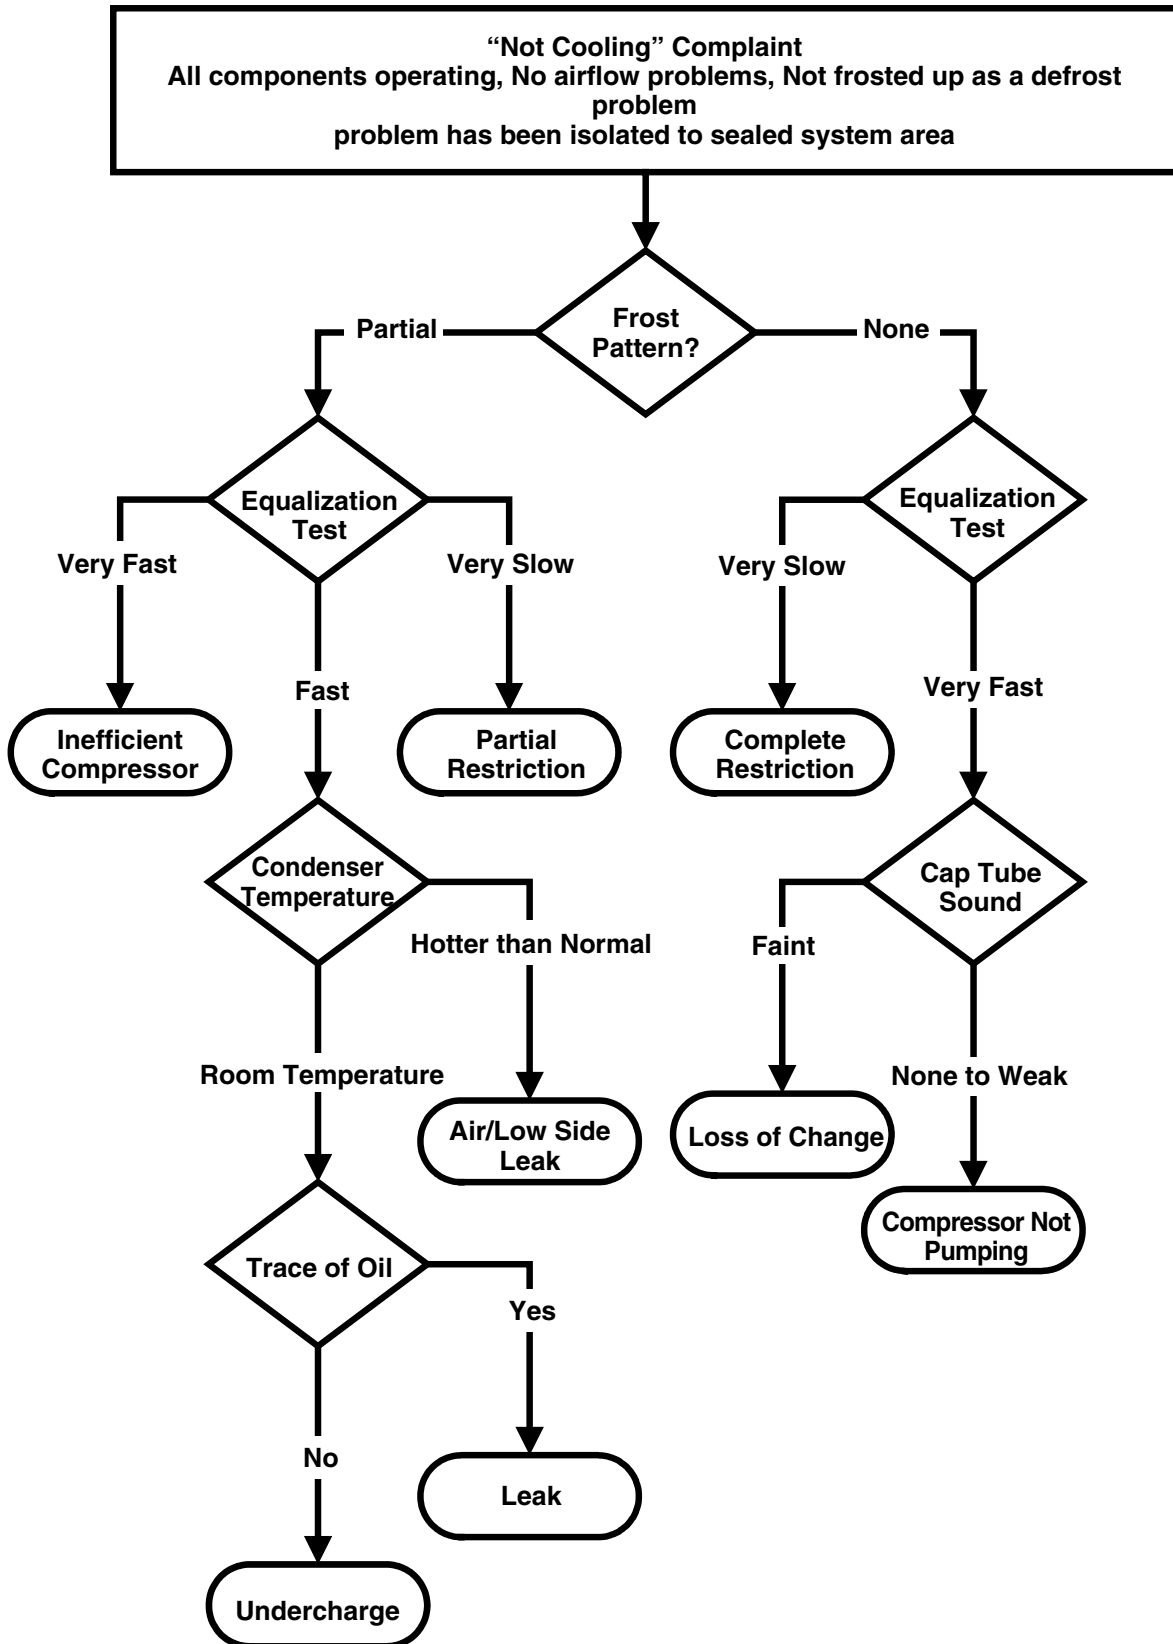 “Not Cooling” Complaint
All components operating, No airflow problems, Not frosted up as a defrost
problem
problem has been isolated to sealed system area
Frost
Pattern?
Partial
None
Equalization
Test
Equalization
Test
Very Fast
Very Slow
Very Slow
Fast
Very Fast
Inefficient
Compressor
Partial
Restriction
Complete
Restriction
Condenser
Temperature
Cap Tube
Sound
Hotter than Normal
Faint
Room Temperature
None to Weak
Air/Low Side
Leak
Loss of Change
Compressor Not
Pumping
Trace of Oil
Yes
No
Leak
Undercharge